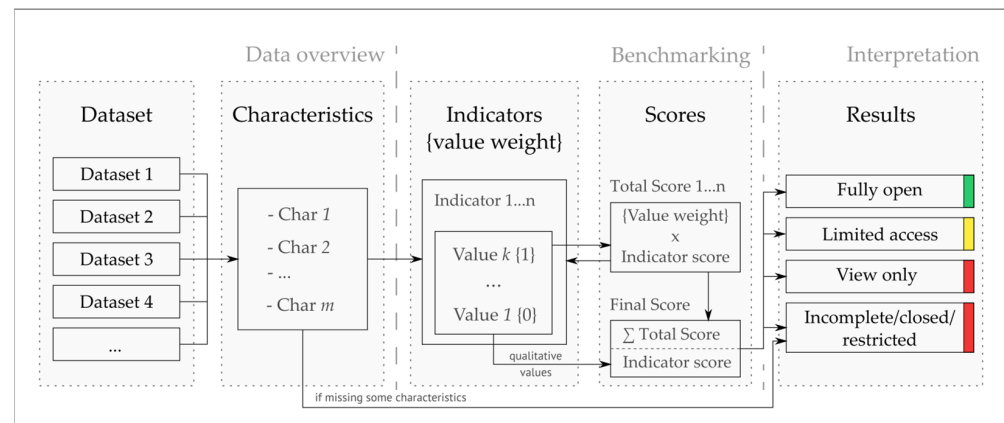 Data overview
Benchmarking
Interpretation
Dataset
Dataset 1
Dataset 2
Dataset 3
Dataset 4
...
Characteristics
- Char 1
- Char 2
- ...
- Char m
Indicators
{value weight}
Indicator 1...n
Value k {1}
...
Value 1 {0}
qualitative
values
Scores
Total Score 1...n
{Value weight}
x
Indicator score
Final Score
∑ Total Score
Indicator score
Results
Fully open
Limited access
View only
Incomplete/closed/
restricted
if missing some characteristics